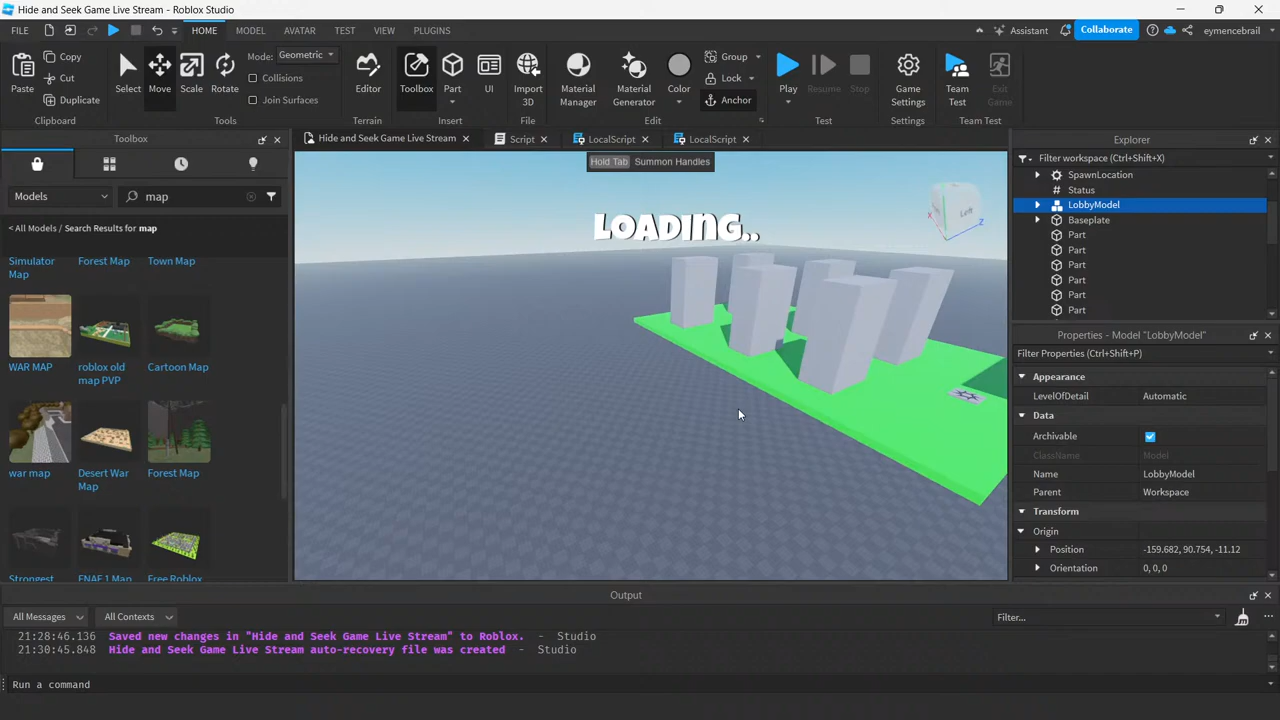 Hide and Seek Game Live Stream - Roblox Studio
FILE
HOME
MODEL
AVATAR
TEST
VIEW
PLUGINS
Assistant
Collaborate
eymencebrail
Paste
Copy
Cut
Duplicate
Clipboard
Select
Move
Scale
Rotate
Mode: Geometric
Collisions
Join Surfaces
Tools
Editor
Terrain
Toolbox
Part
UI
Insert
Import
3D
File
Material
Manager
Material
Generator
Color
Group
Lock
Anchor
Edit
Play
Resume
Stop
Test
Game
Settings
Settings
Team
Test
Exit
Game
Team Test
Toolbox
Models
map
< All Models / Search Results for map
Simulator
Map
Forest Map
Town Map
WAR MAP
roblox old
map PVP
Cartoon Map
war map
Desert War
Map
Forest Map
Strongest
FNAF 1 Map
Free Roblox
Hide and Seek Game Live Stream
Script
LocalScript
LocalScript
Hold Tab Summon Handles
LOADING..
Left
X
Z
Explorer
Filter workspace (Ctrl+Shift+X)
SpawnLocation
Status
LobbyModel
Baseplate
Part
Part
Part
Part
Part
Part
Properties - Model "LobbyModel"
Filter Properties (Ctrl+Shift+P)
Appearance
LevelOfDetail Automatic
Data
Archivable
ClassName Model
Name LobbyModel
Parent Workspace
Transform
Origin
Position -159.682, 90.754, -11.12
Orientation 0, 0, 0
Output
All Messages
All Contexts
Filter...
21:28:46.136 Saved new changes in "Hide and Seek Game Live Stream" to Roblox. - Studio
21:30:45.848 Hide and Seek Game Live Stream auto-recovery file was created - Studio
Run a command